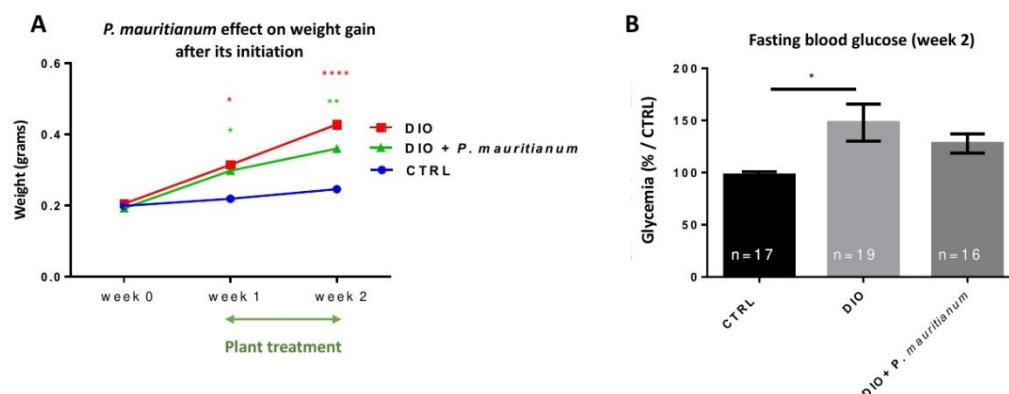 A
P. mauritianum effect on weight gain
after its initiation
Weight (grams)
0.6
0.4
0.2
0.0
*
*
****
**
DIO
DIO + P. mauritianum
CTRL
week 0
week 1
week 2
Plant treatment
B
Fasting blood glucose (week 2)
Glycemia (% / CTRL)
200
150
100
50
0
*
n=17
n=19
n=16
CTRL
DIO
DIO+ P. mauritianum